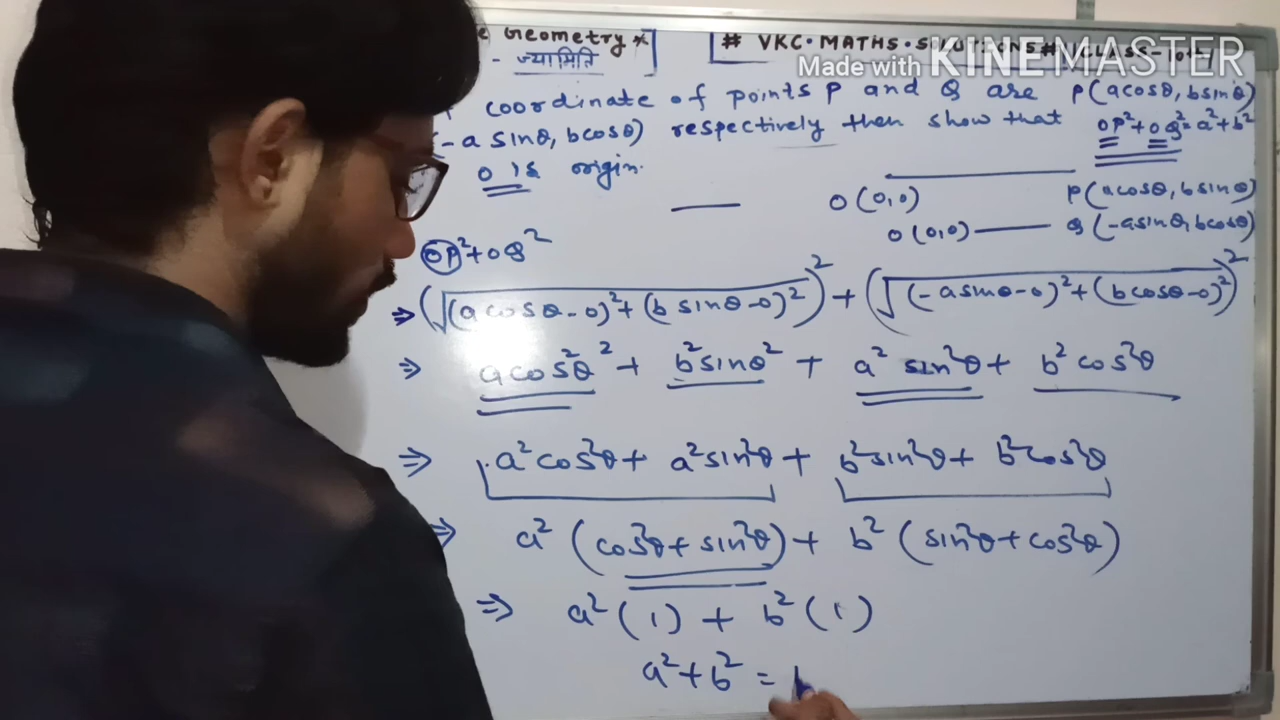 Geometry * # VKC. MATHS. SOLUTIONS # CLASS-10th
- ज्यामिति Made with KINEMASTER
coordinate of points P and Q are P(acosθ, bsinθ)
(-a sinθ, bcosθ) respectively then show that OP²+OQ²=a²+b²
O is origin.
O(0,0) P(acosθ, bsinθ)
O(0,0) Q(-asinθ, bcosθ)
OP²+OQ²
⇒ (√(acosθ-0)²+(bsinθ-0)²)² + (√(-asinθ-0)²+(bcosθ-0)²)²
⇒ acos²θ² + b²sinθ² + a² sin²θ + b² cos²θ
⇒ a²cos²θ + a²sin²θ + b²sin²θ + b²cos²θ
⇒ a² (cos²θ+sin²θ) + b² (sin²θ+cos²θ)
⇒ a² (1) + b² (1)
a²+b² =